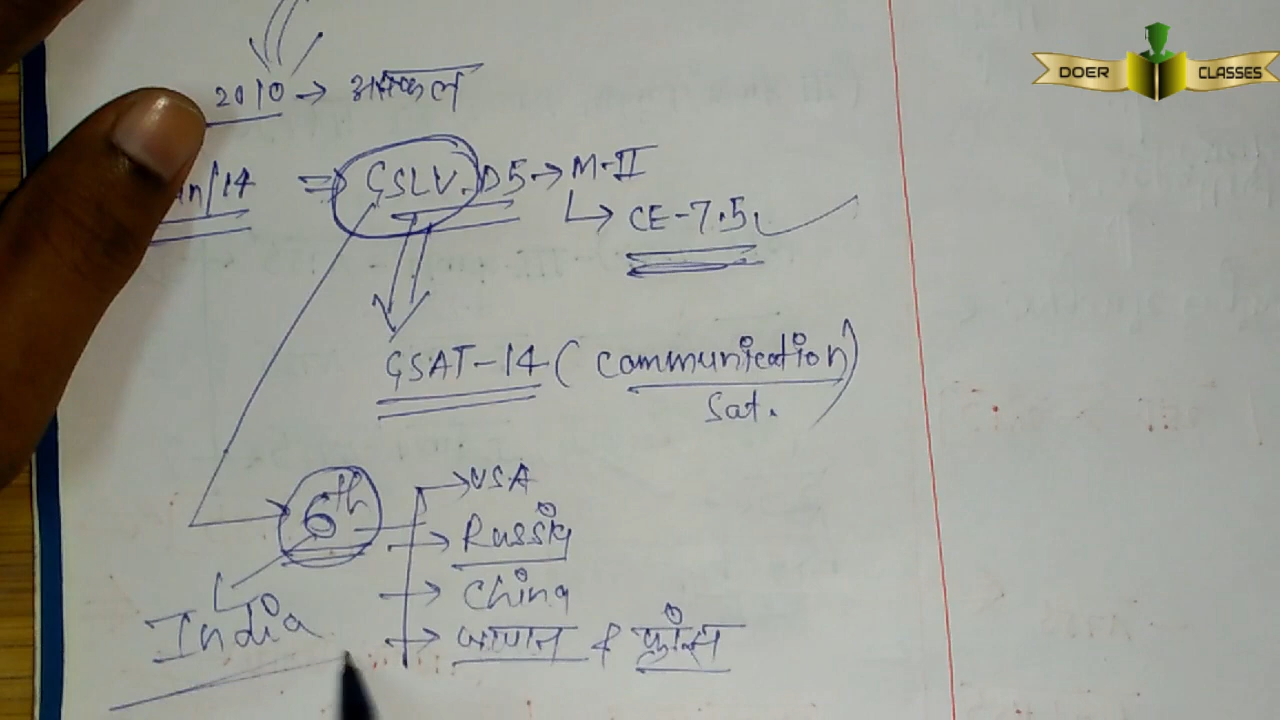 DOER CLASSES
2010 → असफल
n/14 ⇒ GSLV.D5 → M-II
↳ CE-7.5
GSAT-14 (Communication)
Sat.
6th → USA
→ Russia
→ China
India → जापान & फ्रांस